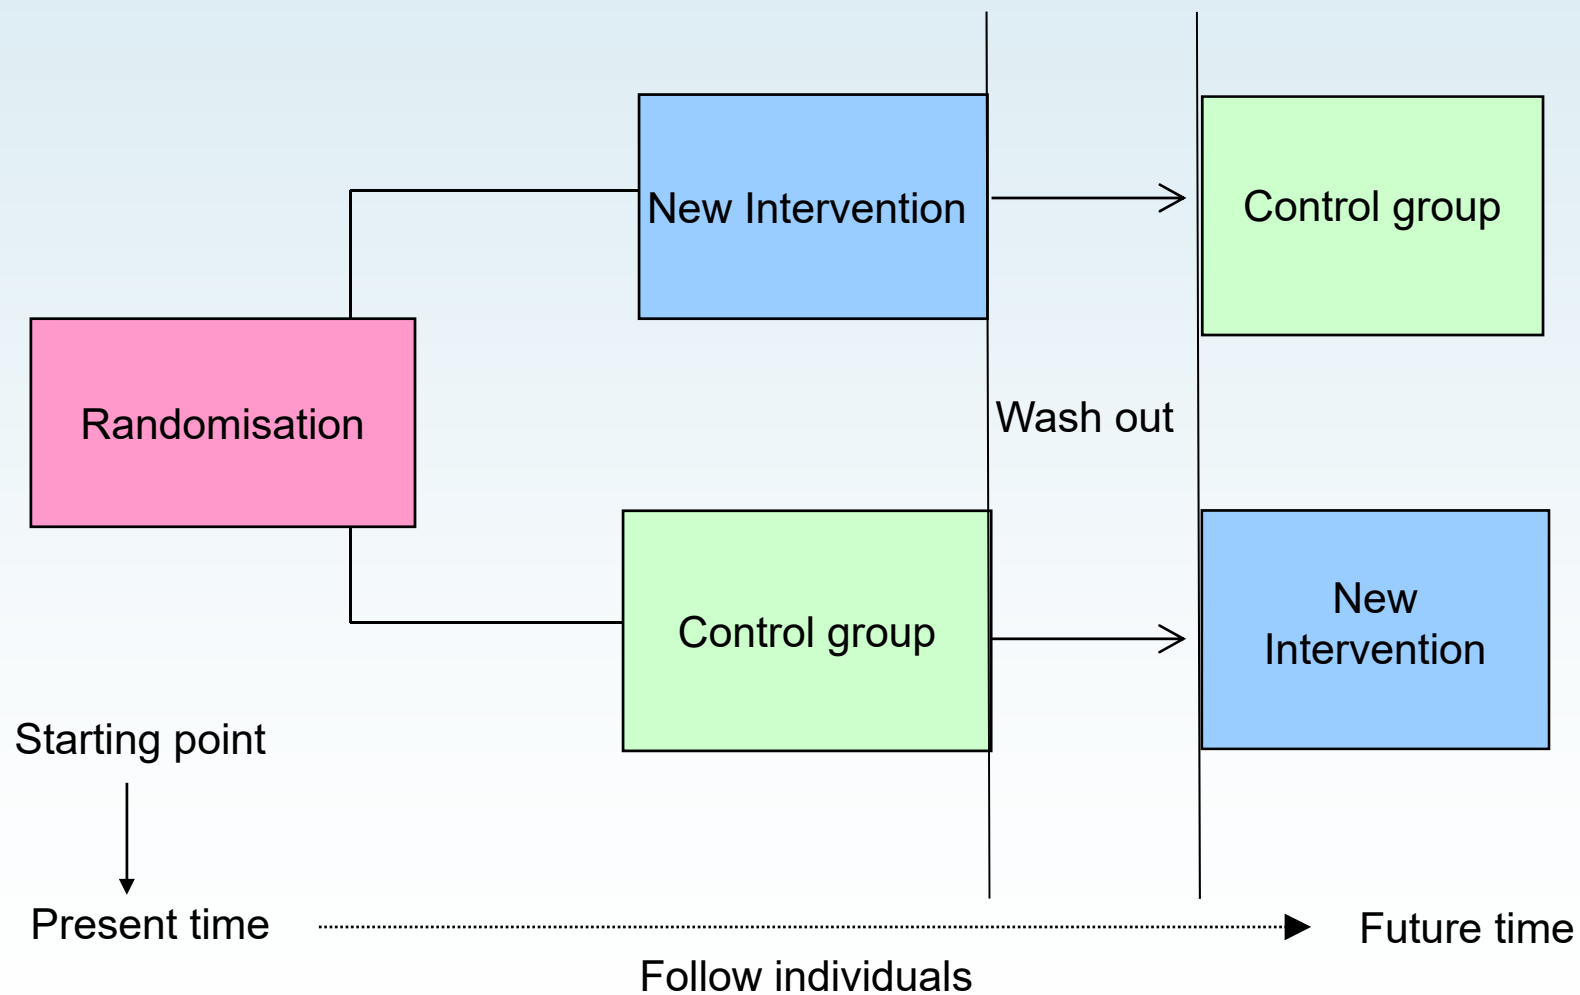 New Intervention
Control group
Randomisation
Wash out
Control group
New
Intervention
Starting point
Present time
Future time
Follow individuals